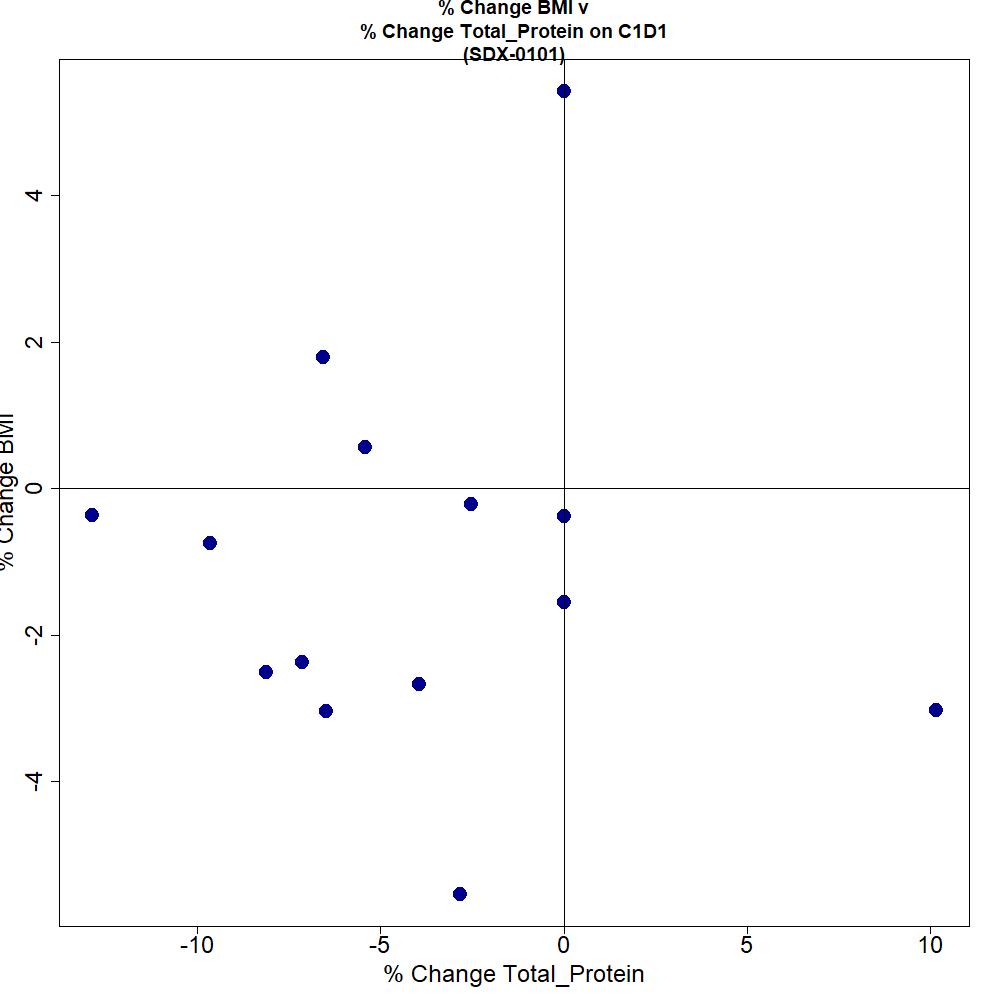 % Change BMI v
% Change Total_Protein on C1D1
(SDX-0101)
% Change BMI
4
2
0
-2
-4
-10
-5
0
5
10
% Change Total_Protein